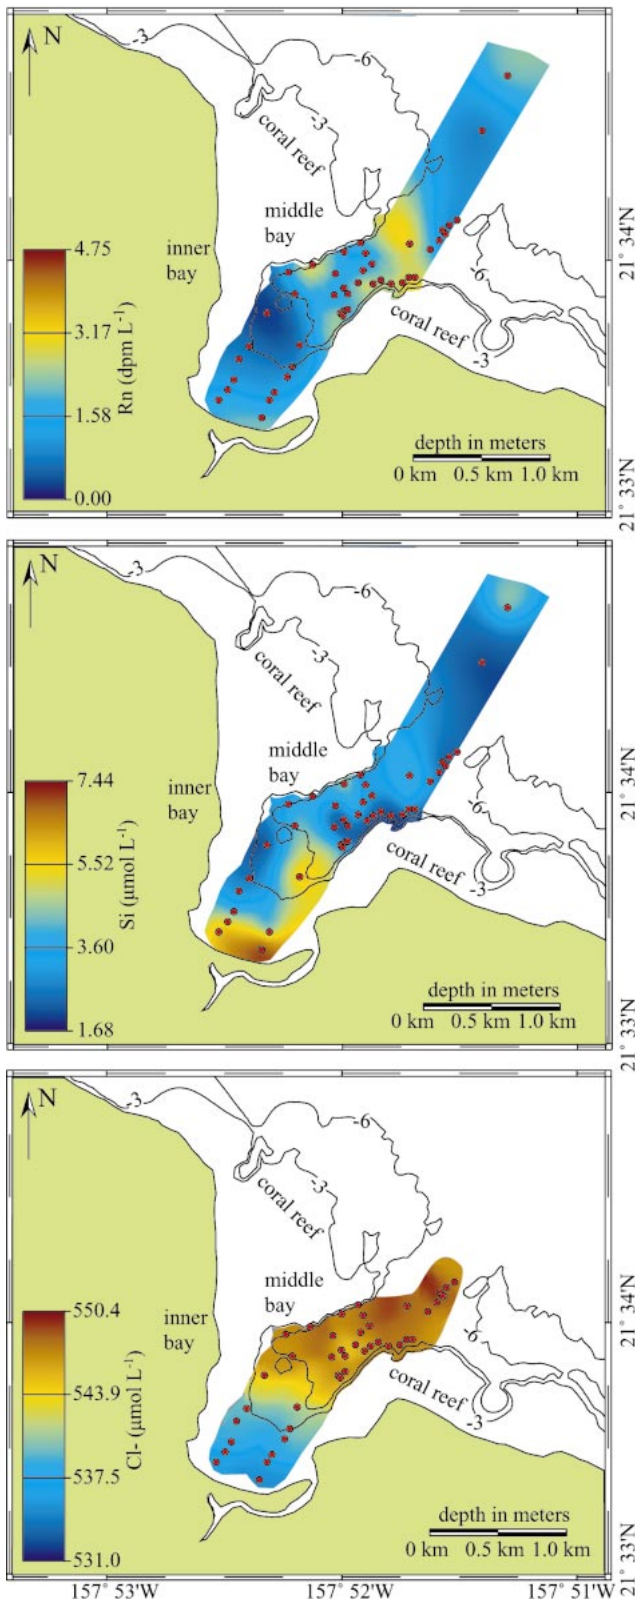 -3
-6
N
coral reef
-3
middle
bay
inner
bay
21° 34'N
4.75
3.17
1.58
0.00
Rn (dpm L⁻¹)
-6
coral reef
-3
depth in meters
0 km 0.5 km 1.0 km
21° 33'N
-3
-6
N
coral reef
-3
middle
bay
inner
bay
21° 34'N
7.44
5.52
3.60
1.68
Si (μmol L⁻¹)
-6
coral reef
-3
depth in meters
0 km 0.5 km 1.0 km
21° 33'N
-3
-6
N
coral reef
-3
middle
bay
inner
bay
21° 34'N
550.4
543.9
537.5
531.0
Cl- (μmol L⁻¹)
-6
coral reef
-3
depth in meters
0 km 0.5 km 1.0 km
21° 33'N
157° 53'W 157° 52'W 157° 51'W